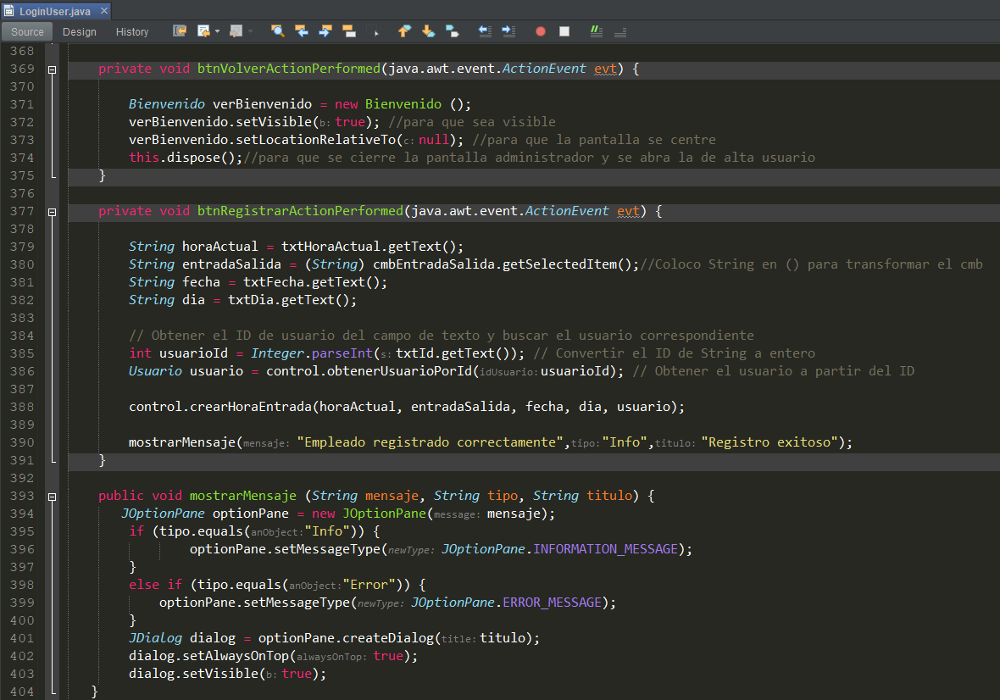 LoginUser.java ×
Source Design History
368
369 private void btnVolverActionPerformed(java.awt.event.ActionEvent evt) {
370
371 Bienvenido verBienvenido = new Bienvenido ();
372 verBienvenido.setVisible(b: true); //para que sea visible
373 verBienvenido.setLocationRelativeTo(c: null); //para que la pantalla se centre
374 this.dispose();//para que se cierre la pantalla administrador y se abra la de alta usuario
375 }
376
377 private void btnRegistrarActionPerformed(java.awt.event.ActionEvent evt) {
378
379 String horaActual = txtHoraActual.getText();
380 String entradaSalida = (String) cmbEntradaSalida.getSelectedItem();//Coloco String en () para transformar el cmb
381 String fecha = txtFecha.getText();
382 String dia = txtDia.getText();
383
384 // Obtener el ID de usuario del campo de texto y buscar el usuario correspondiente
385 int usuarioId = Integer.parseInt(s: txtId.getText()); // Convertir el ID de String a entero
386 Usuario usuario = control.obtenerUsuarioPorId(idUsuario: usuarioId); // Obtener el usuario a partir del ID
387
388 control.crearHoraEntrada(horaActual, entradaSalida, fecha, dia, usuario);
389
390 mostrarMensaje(mensaje: "Empleado registrado correctamente",tipo: "Info",titulo: "Registro exitoso");
391 }
392
393 public void mostrarMensaje (String mensaje, String tipo, String titulo) {
394 JOptionPane optionPane = new JOptionPane(message: mensaje);
395 if (tipo.equals(anObject: "Info")) {
396 optionPane.setMessageType(newType: JOptionPane.INFORMATION_MESSAGE);
397 }
398 else if (tipo.equals(anObject: "Error")) {
399 optionPane.setMessageType(newType: JOptionPane.ERROR_MESSAGE);
400 }
401 JDialog dialog = optionPane.createDialog(title: titulo);
402 dialog.setAlwaysOnTop(alwaysOnTop: true);
403 dialog.setVisible(b: true);
404 }